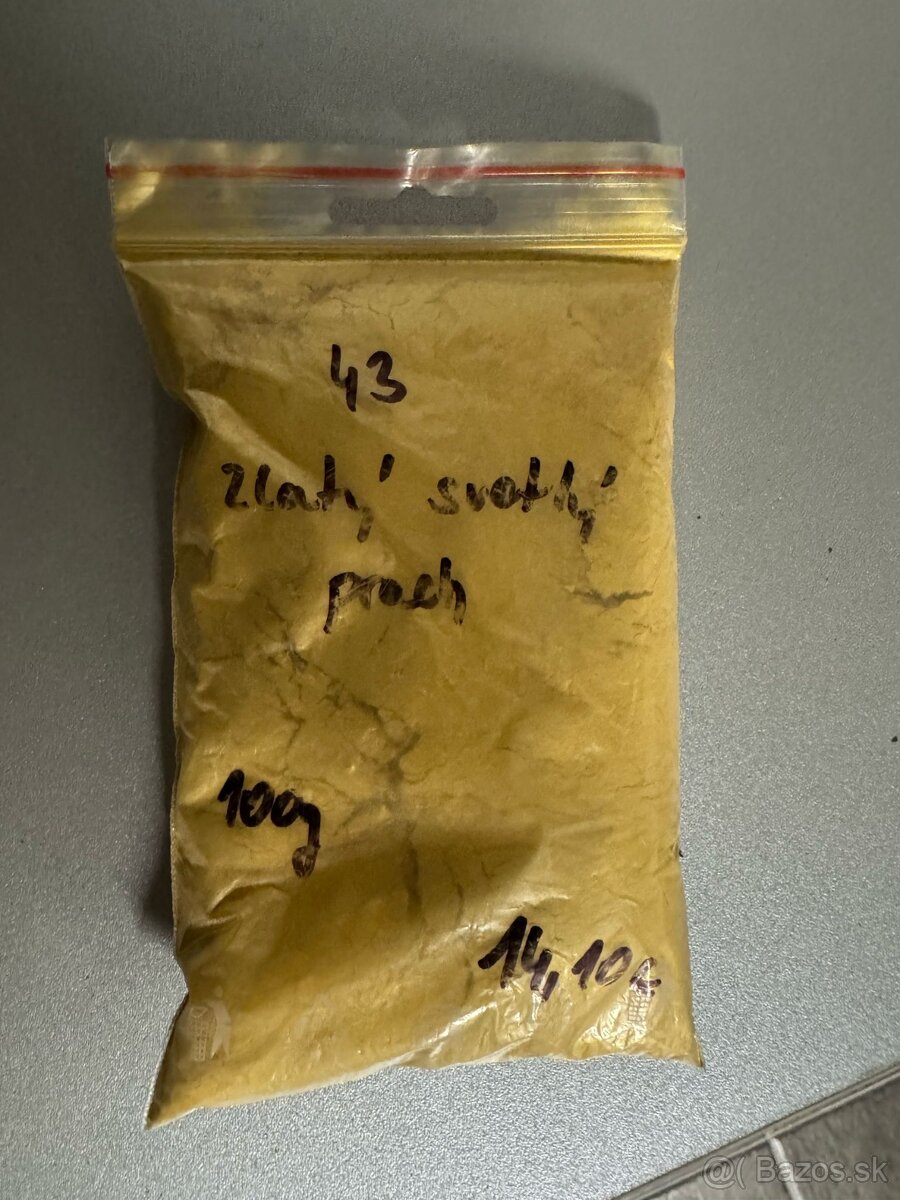 43
zlatý svetlý
prach
100g
14,10€
@( Bazos.sk